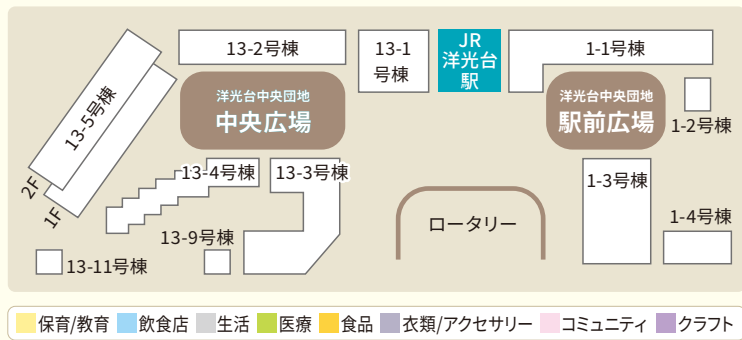 13-2号棟
13-1
号棟
JR
洋光台
駅
1-1号棟
13-5号棟
2F
1F
洋光台中央団地
中央広場
洋光台中央団地
駅前広場
1-2号棟
13-4号棟
13-3号棟
1-3号棟
ロータリー
1-4号棟
13-9号棟
13-11号棟
保育/教育
飲食店
生活
医療
食品
衣類/アクセサリー
コミュニティ
クラフト